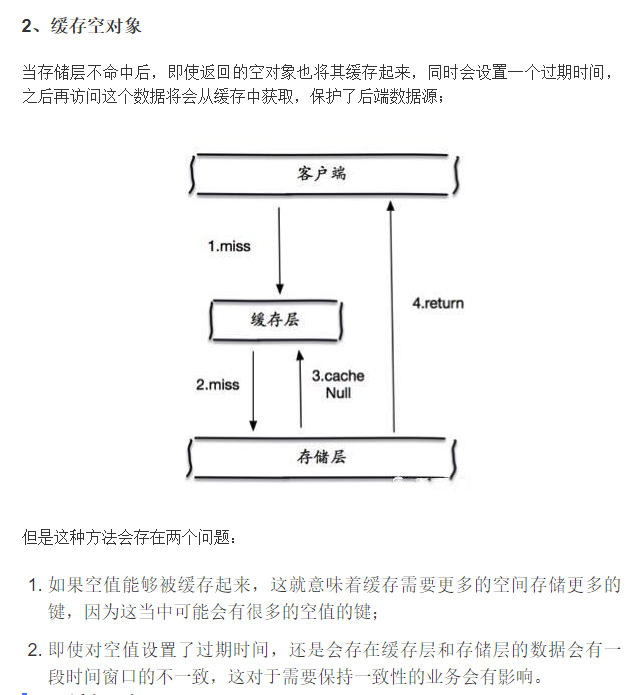 2、缓存空对象
当存储层不命中后，即使返回的空对象也将其缓存起来，同时会设置一个过期时间，
之后再访问这个数据将会从缓存中获取，保护了后端数据源；
客户端
1.miss
4.return
缓存层
2.miss
3.cache
Null
存储层
但是这种方法会存在两个问题：
1. 如果空值能够被缓存起来，这就意味着缓存需要更多的空间存储更多的
键，因为这当中可能会有很多的空值的键；
2. 即使对空值设置了过期时间，还是会存在缓存层和存储层的数据会有一
段时间窗口的不一致，这对于需要保持一致性的业务会有影响。